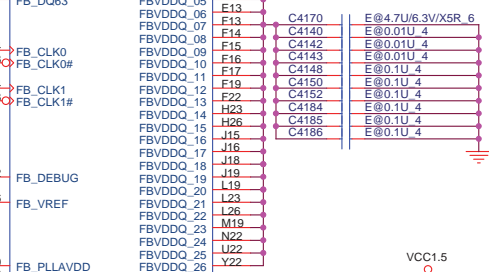 FB_DQ63 FBVDDQ_05 E13
FBVDDQ_06 F13 C4170 E@4.7U/6.3V/X5R_6
FBVDDQ_07 F14 C4140 E@0.01U_4
FB_CLK0 FBVDDQ_08 F15 C4142 E@0.01U_4
FB_CLK0# FBVDDQ_09 F16 C4143 E@0.01U_4
FBVDDQ_10 F17 C4148 E@0.1U_4
FBVDDQ_11 F19 C4150 E@0.1U_4
FB_CLK1 FBVDDQ_12 F22 C4152 E@0.1U_4
FB_CLK1# FBVDDQ_13 H23 C4184 E@0.1U_4
FBVDDQ_14 H26 C4185 E@0.1U_4
FBVDDQ_15 J15 C4186 E@0.1U_4
FBVDDQ_16 J16
FBVDDQ_17 J18
FBVDDQ_18 J19
FB_DEBUG FBVDDQ_19 L19
FBVDDQ_20 L23
FB_VREF FBVDDQ_21 L26
FBVDDQ_22 M19
FBVDDQ_23 N22
FBVDDQ_24 U22
FBVDDQ_25 Y22
FB_PLLAVDD FBVDDQ_26
VCC1.5